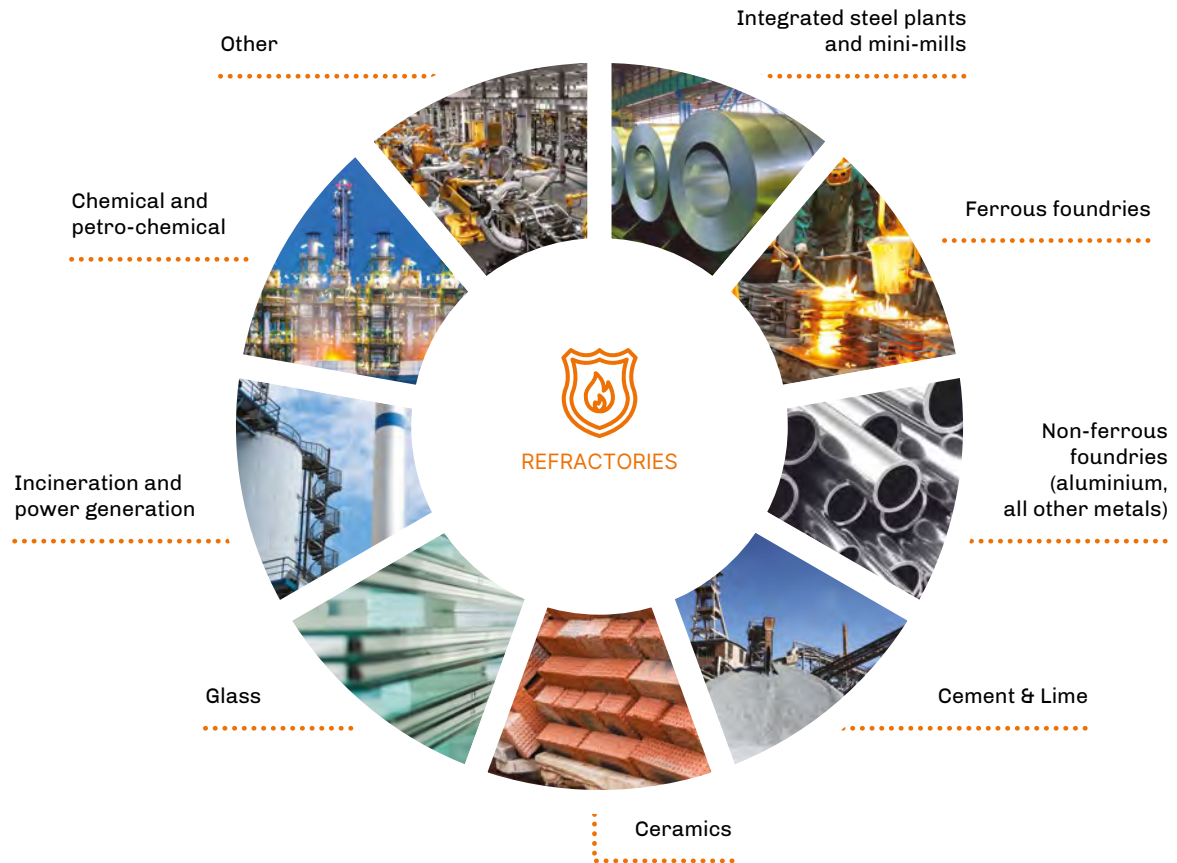 Integrated steel plants
and mini-mills
Other
Chemical and
petro-chemical
Ferrous foundries
REFRACTORIES
Non-ferrous
foundries
(aluminium,
all other metals)
Incineration and
power generation
Glass
Cement & Lime
Ceramics